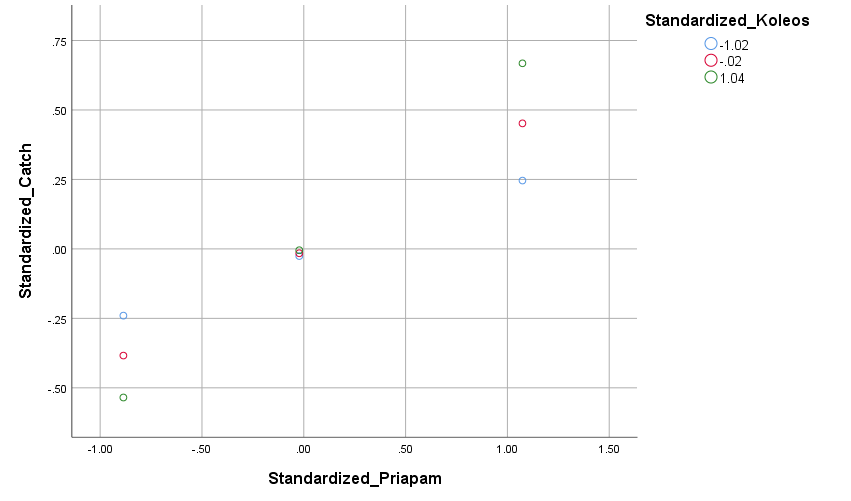 Standardized_Koleos
-1.02
-.02
1.04
Standardized_Catch
.75
.50
.25
.00
-.25
-.50
-1.00 -.50 .00 .50 1.00 1.50
Standardized_Priapam